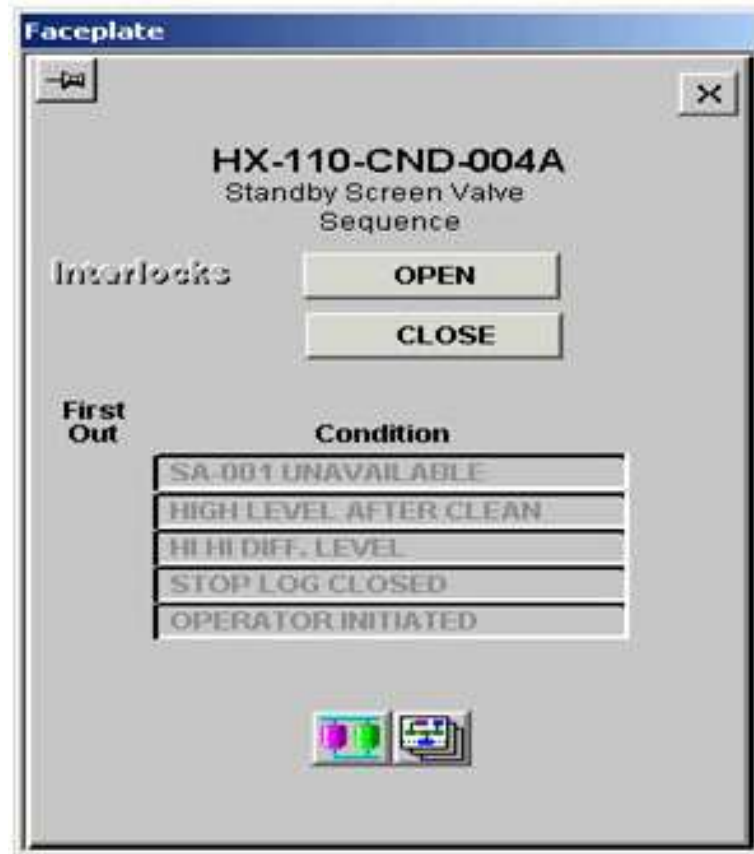 Faceplate
HX-110-CND-004A
Standby Screen Valve
Sequence
Interlocks
OPEN
CLOSE
First
Out
Condition
SA-001 UNAVAILABLE
HIGH LEVEL AFTER CLEAN
HI HI DIFF. LEVEL
STOP LOG CLOSED
OPERATOR INITIATED